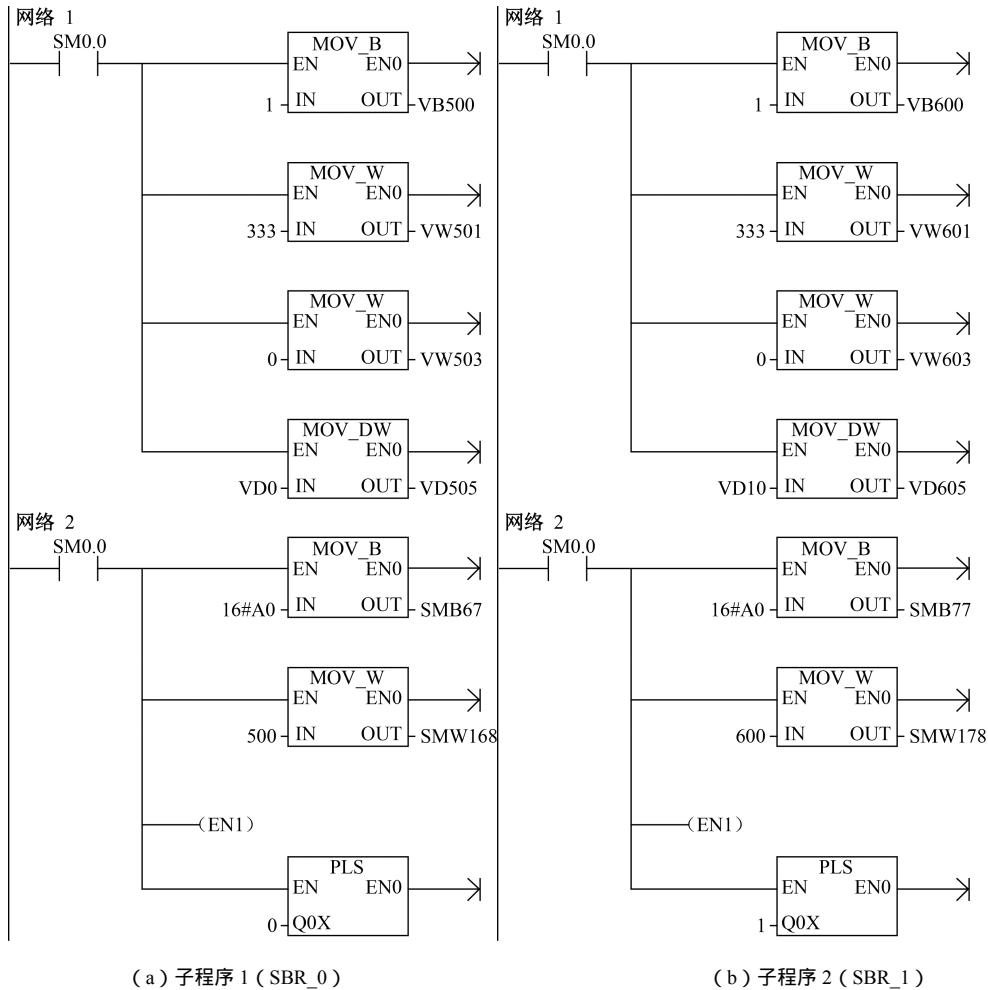 网络 1
SM0.0
MOV_B
EN EN0
1 IN OUT VB500
MOV_W
EN EN0
333 IN OUT VW501
MOV_W
EN EN0
0 IN OUT VW503
MOV_DW
EN EN0
VD0 IN OUT VD505
网络 2
SM0.0
MOV_B
EN EN0
16#A0 IN OUT SMB67
MOV_W
EN EN0
500 IN OUT SMW168
(EN1)
PLS
EN EN0
0 Q0X
(a)子程序 1(SBR_0)
网络 1
SM0.0
MOV_B
EN EN0
1 IN OUT VB600
MOV_W
EN EN0
333 IN OUT VW601
MOV_W
EN EN0
0 IN OUT VW603
MOV_DW
EN EN0
VD10 IN OUT VD605
网络 2
SM0.0
MOV_B
EN EN0
16#A0 IN OUT SMB77
MOV_W
EN EN0
600 IN OUT SMW178
(EN1)
PLS
EN EN0
1 Q0X
(b)子程序 2(SBR_1)